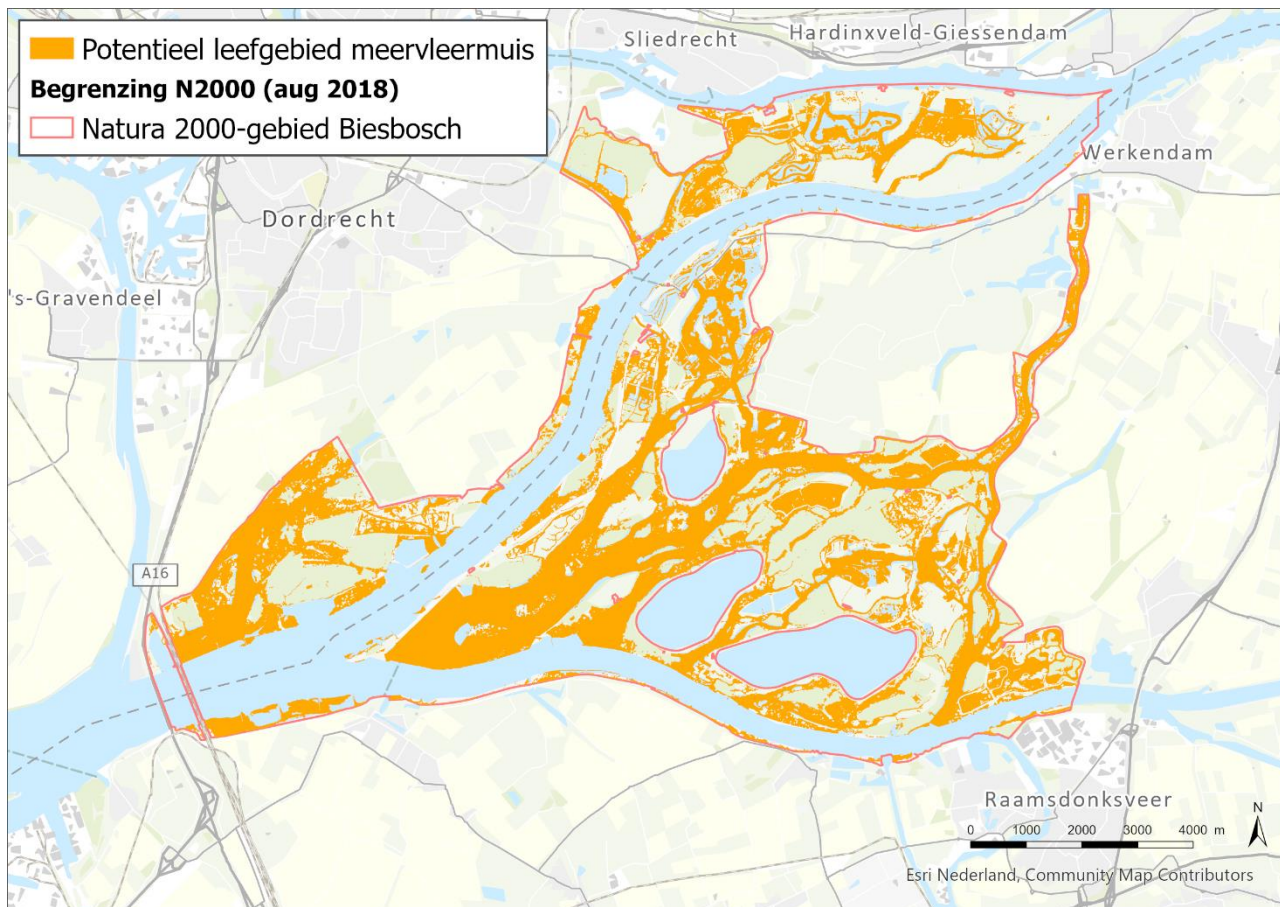 Potentieel leefgebied meervleermuis
Begrenzing N2000 (aug 2018)
Natura 2000-gebied Biesbosch
Sliedrecht
Hardinxveld-Giessendam
Werkendam
Dordrecht
's-Gravendeel
A16
Raamsdonksveer
N
0 1000 2000 3000 4000 m
Esri Nederland, Community Map Contributors